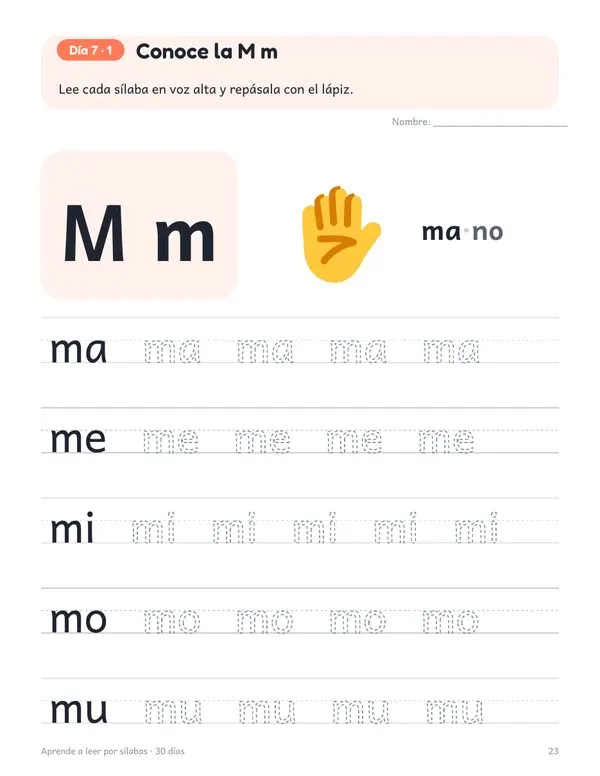 Día 7 · 1 Conoce la M m
Lee cada sílaba en voz alta y repásala con el lápiz.
Nombre: ____________________
M m
ma·no
ma ma ma ma ma
me me me me me
mi mi mi mi mi mi
mo mo mo mo mo
mu mu mu mu mu
Aprende a leer por sílabas · 30 días 23